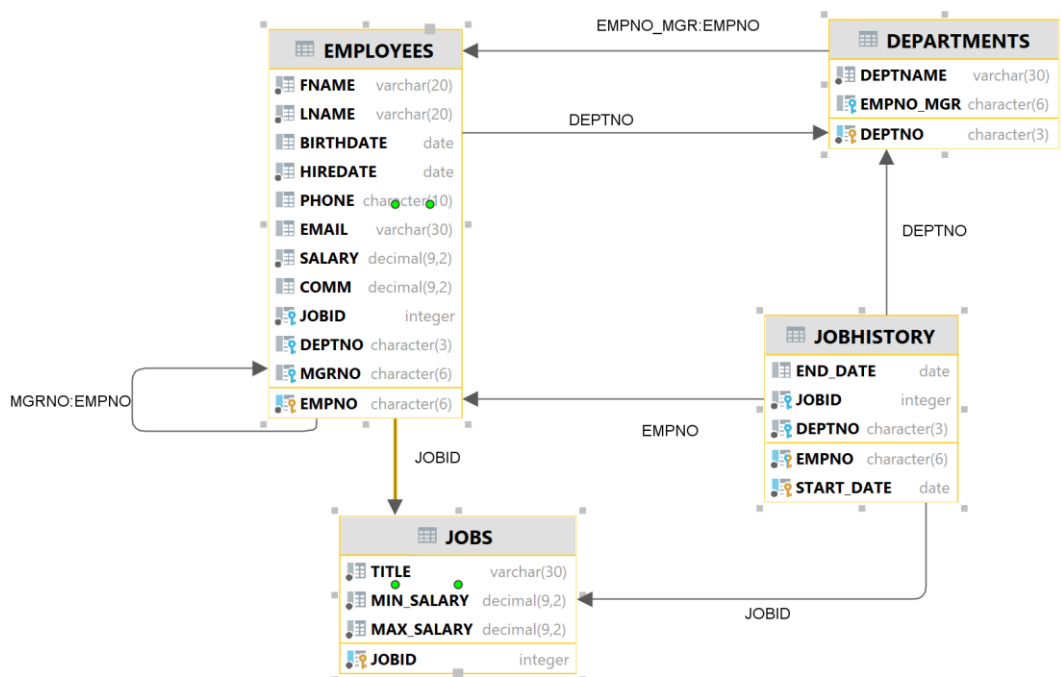 EMPLOYEES
FNAME varchar(20)
LNAME varchar(20)
BIRTHDATE date
HIREDATE date
PHONE character(10)
EMAIL varchar(30)
SALARY decimal(9,2)
COMM decimal(9,2)
JOBID integer
DEPTNO character(3)
MGRNO character(6)
EMPNO character(6)
EMPNO_MGR:EMPNO
DEPARTMENTS
DEPTNAME varchar(30)
EMPNO_MGR character(6)
DEPTNO character(3)
DEPTNO
DEPTNO
MGRNO:EMPNO
JOBHISTORY
END_DATE date
JOBID integer
DEPTNO character(3)
EMPNO character(6)
START_DATE date
EMPNO
JOBID
JOBS
TITLE varchar(30)
MIN_SALARY decimal(9,2)
MAX_SALARY decimal(9,2)
JOBID integer
JOBID